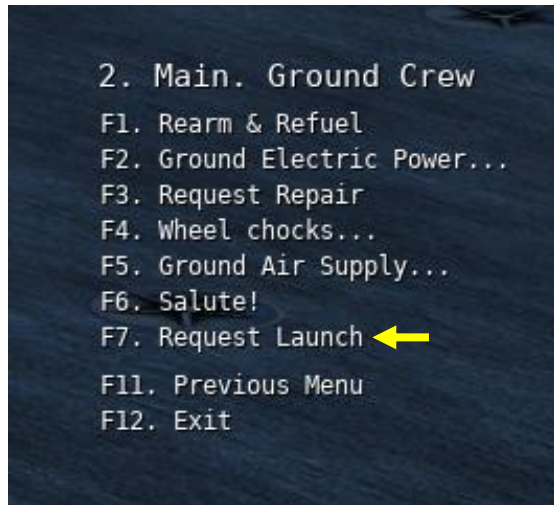 2. Main. Ground Crew
F1. Rearm & Refuel
F2. Ground Electric Power...
F3. Request Repair
F4. Wheel chocks...
F5. Ground Air Supply...
F6. Salute!
F7. Request Launch
F11. Previous Menu
F12. Exit